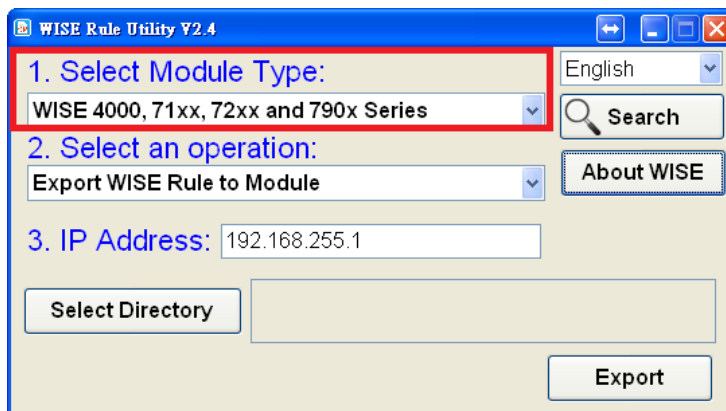 WISE Rule Utility V2.4
1. Select Module Type:
English
WISE 4000, 71xx, 72xx and 790x Series
Search
2. Select an operation:
About WISE
Export WISE Rule to Module
3. IP Address: 192.168.255.1
Select Directory
Export